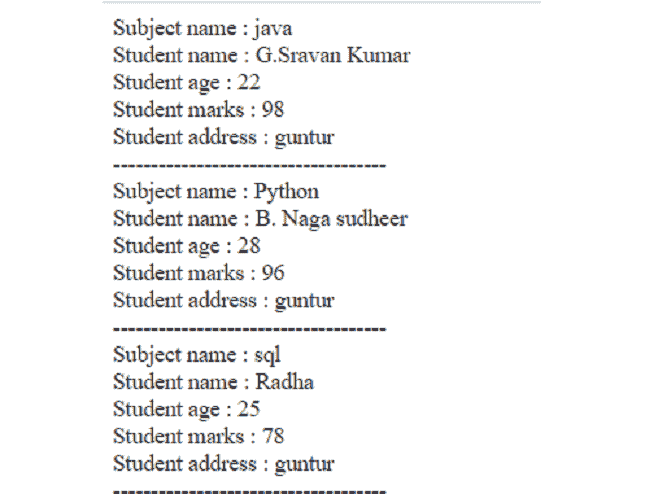 Subject name : java
Student name : G.Sravan Kumar
Student age : 22
Student marks : 98
Student address : guntur
------------------------------------
Subject name : Python
Student name : B. Naga sudheer
Student age : 28
Student marks : 96
Student address : guntur
------------------------------------
Subject name : sql
Student name : Radha
Student age : 25
Student marks : 78
Student address : guntur
------------------------------------